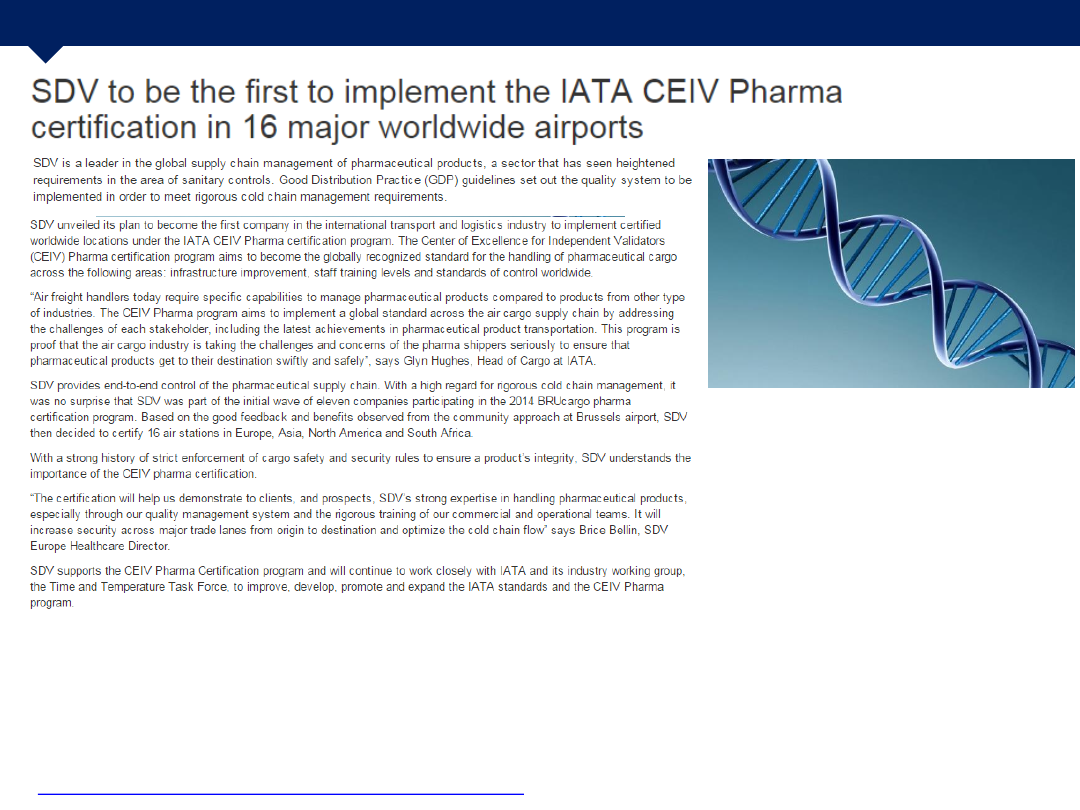 SDV to be the first to implement the IATA CEIV Pharma
certification in 16 major worldwide airports
SDV is a leader in the global supply chain management of pharmaceutical products, a sector that has seen heightened
requirements in the area of sanitary controls. Good Distribution Practice (GDP) guidelines set out the quality system to be
implemented in order to meet rigorous cold chain management requirements.
SDV unveiled its plan to become the first company in the international transport and logistics industry to implement certified
worldwide locations under the IATA CEIV Pharma certification program. The Center of Excellence for Independent Validators
(CEIV) Pharma certification program aims to become the globally recognized standard for the handling of pharmaceutical cargo
across the following areas: infrastructure improvement, staff training levels and standards of control worldwide.
“Air freight handlers today require specific capabilities to manage pharmaceutical products compared to products from other type
of industries. The CEIV Pharma program aims to implement a global standard across the air cargo supply chain by addressing
the challenges of each stakeholder, including the latest achievements in pharmaceutical product transportation. This program is
proof that the air cargo industry is taking the challenges and concerns of the pharma shippers seriously to ensure that
pharmaceutical products get to their destination swiftly and safely”, says Glyn Hughes, Head of Cargo at IATA.
SDV provides end-to-end control of the pharmaceutical supply chain. With a high regard for rigorous cold chain management, it
was no surprise that SDV was part of the initial wave of eleven companies participating in the 2014 BRUcargo pharma
certification program. Based on the good feedback and benefits observed from the community approach at Brussels airport, SDV
then decided to certify 16 air stations in Europe, Asia, North America and South Africa.
With a strong history of strict enforcement of cargo safety and security rules to ensure a product's integrity, SDV understands the
importance of the CEIV pharma certification.
“The certification will help us demonstrate to clients, and prospects, SDV's strong expertise in handling pharmaceutical products,
especially through our quality management system and the rigorous training of our commercial and operational teams. It will
increase security across major trade lanes from origin to destination and optimize the cold chain flow” says Brice Bellin, SDV
Europe Healthcare Director.
SDV supports the CEIV Pharma Certification program and will continue to work closely with IATA and its industry working group,
the Time and Temperature Task Force, to improve, develop, promote and expand the IATA standards and the CEIV Pharma
program.